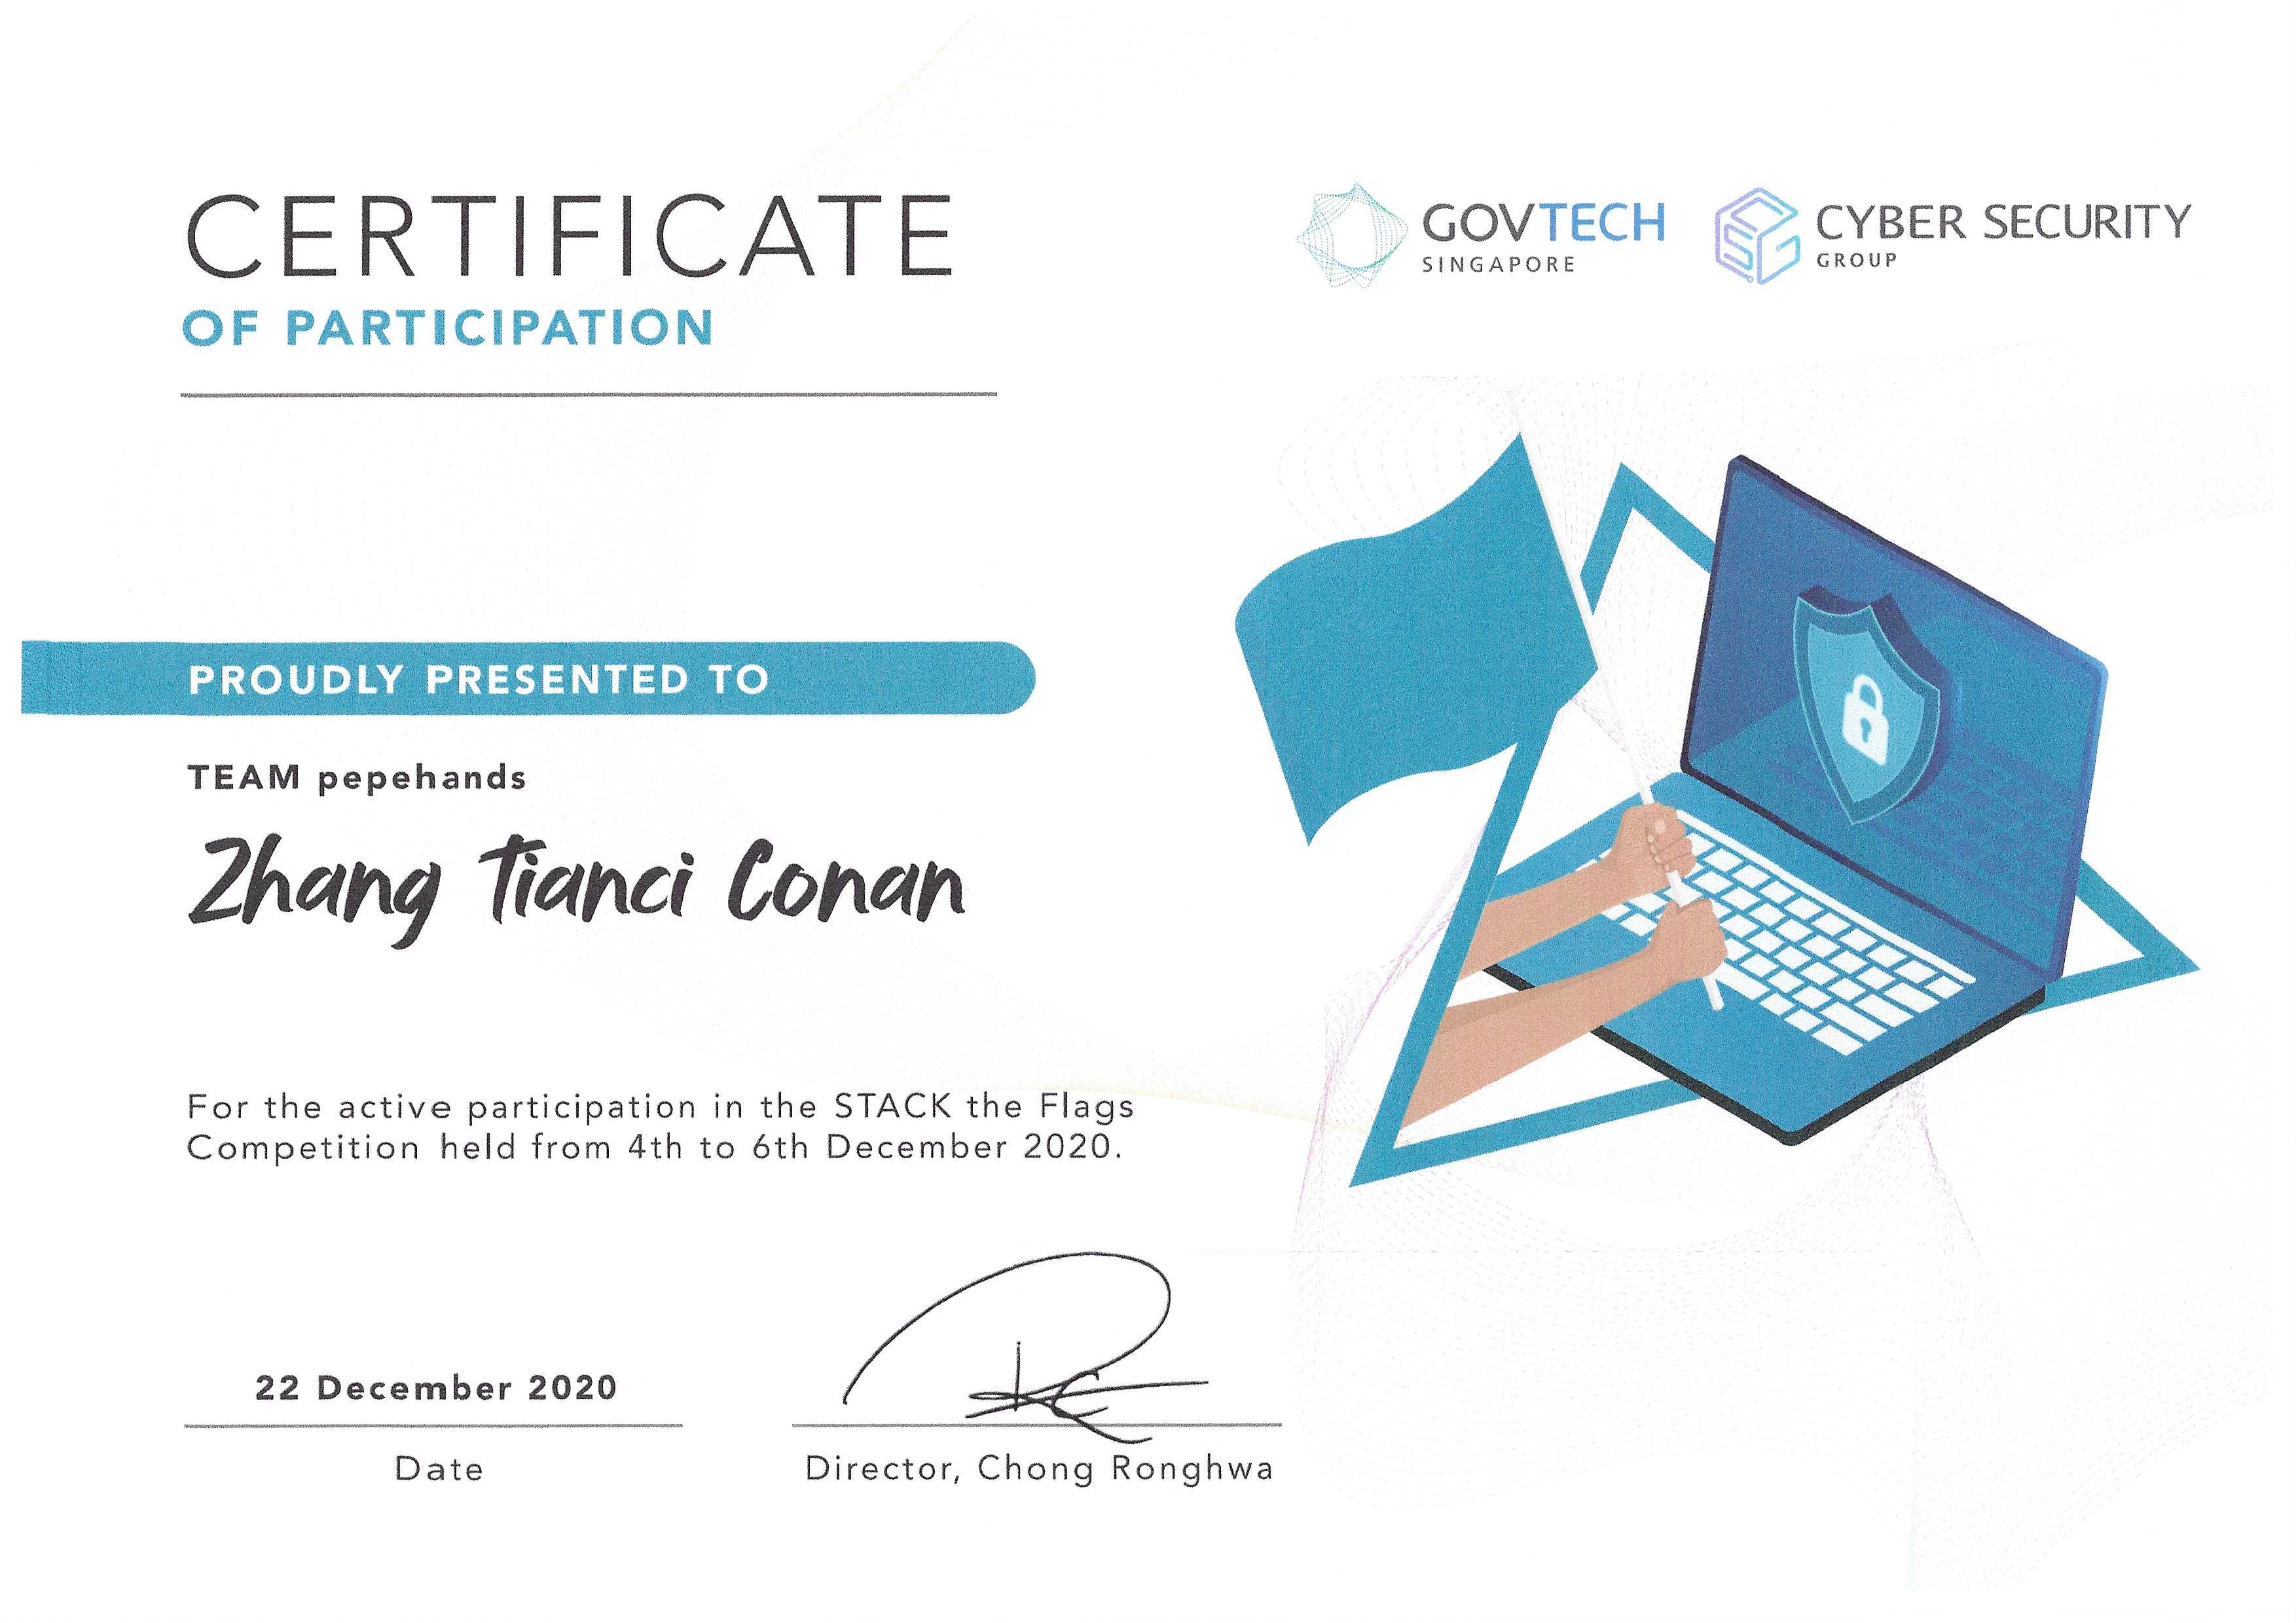 CERTIFICATE
OF PARTICIPATION
GOVTECH
SINGAPORE
CYBER SECURITY
GROUP
PROUDLY PRESENTED TO
TEAM pepehands
Zhang Tianci Conan
For the active participation in the STACK the Flags
Competition held from 4th to 6th December 2020.
22 December 2020
Date
Director, Chong Ronghwa